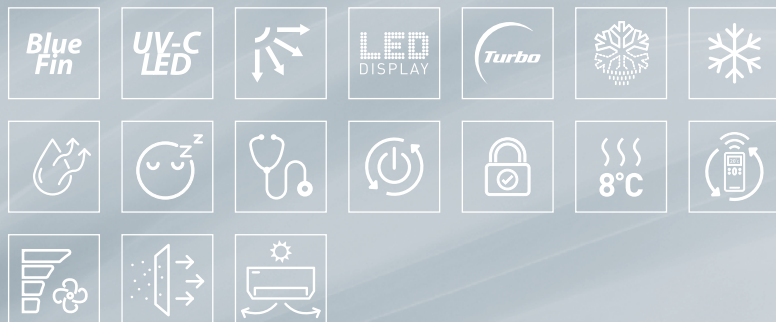 Blue
Fin
UV-C
LED
LED
DISPLAY
Turbo
z z
8°C